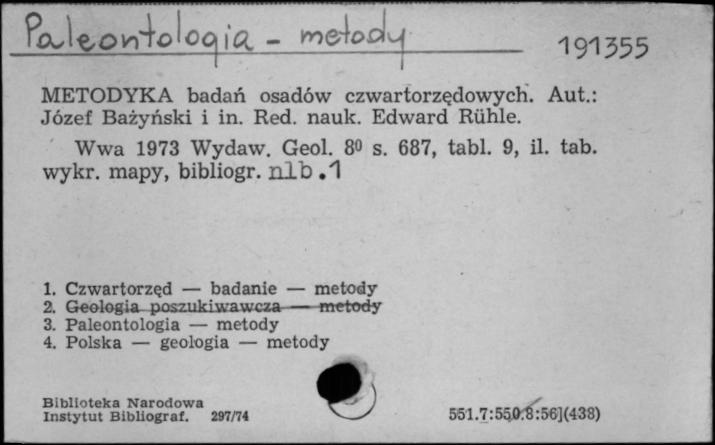 Paleontologia - metody
191355
METODYKA badań osadów czwartorzędowych. Aut.:
Józef Bażyński i in. Red. nauk. Edward Rühle.
Wwa 1973 Wydaw. Geol. 8⁰ s. 687, tabl. 9, il. tab.
wykr. mapy, bibliogr. nlb.1
1. Czwartorzęd — badanie — metody
2. Geologia poszukiwawcza — metody
3. Paleontologia — metody
4. Polska — geologia — metody
Biblioteka Narodowa
Instytut Bibliograf. 297/74
551.7:550.8:56](438)